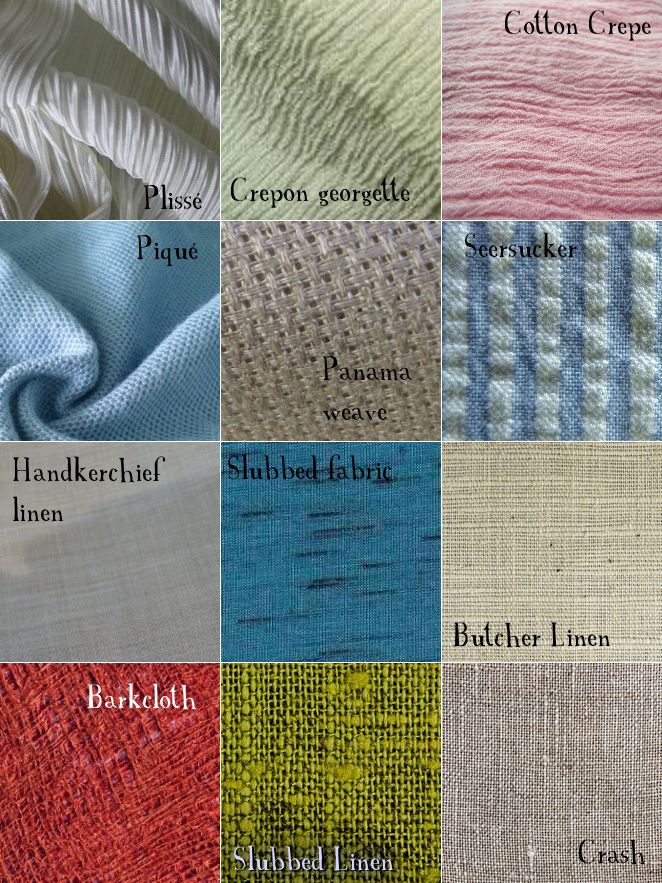 Plissé
Crepon georgette
Cotton Crepe
Piqué
Panama
weave
Seersucker
Handkerchief
linen
Slubbed fabric
Butcher Linen
Barkcloth
Slubbed Linen
Crash